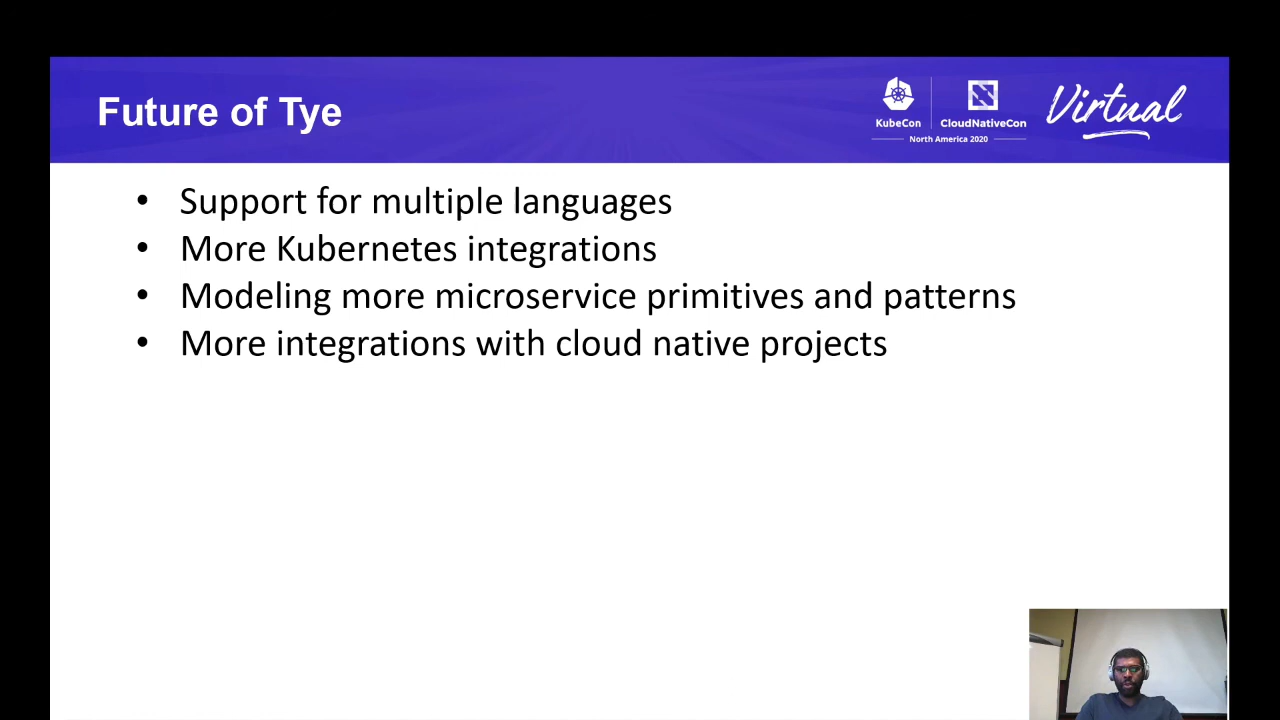 Future of Tye
KubeCon
CloudNativeCon
North America 2020
Virtual
• Support for multiple languages
• More Kubernetes integrations
• Modeling more microservice primitives and patterns
• More integrations with cloud native projects